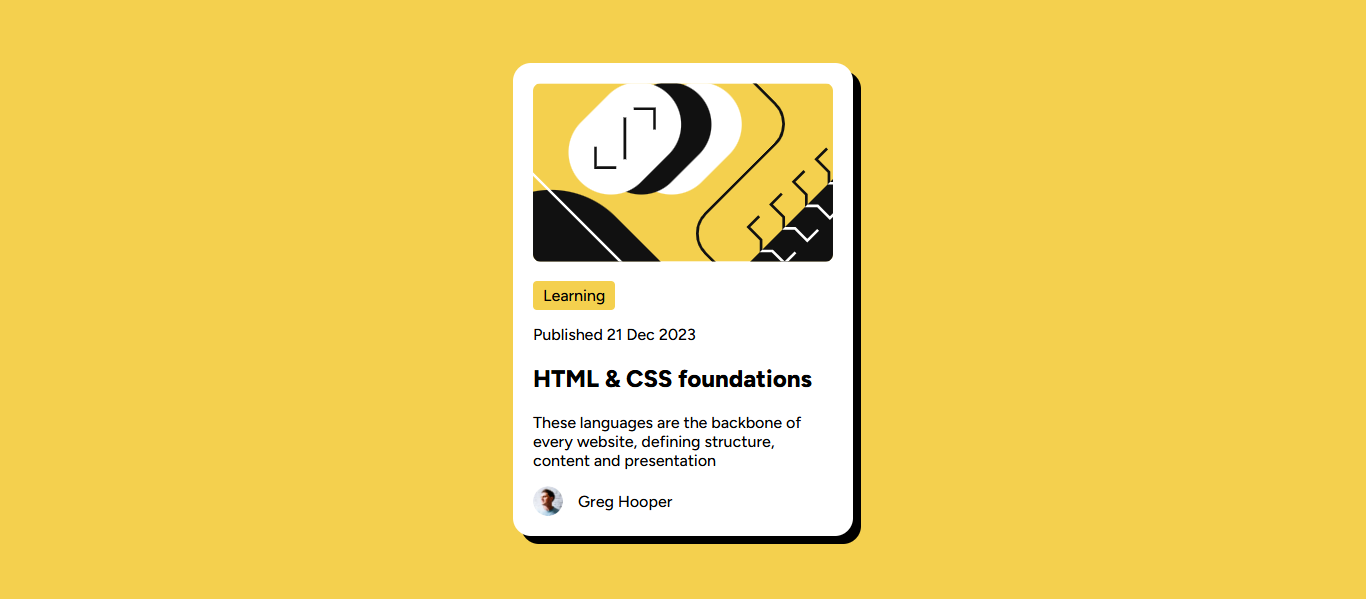 Learning
Published 21 Dec 2023
HTML & CSS foundations
These languages are the backbone of
every website, defining structure,
content and presentation
Greg Hooper